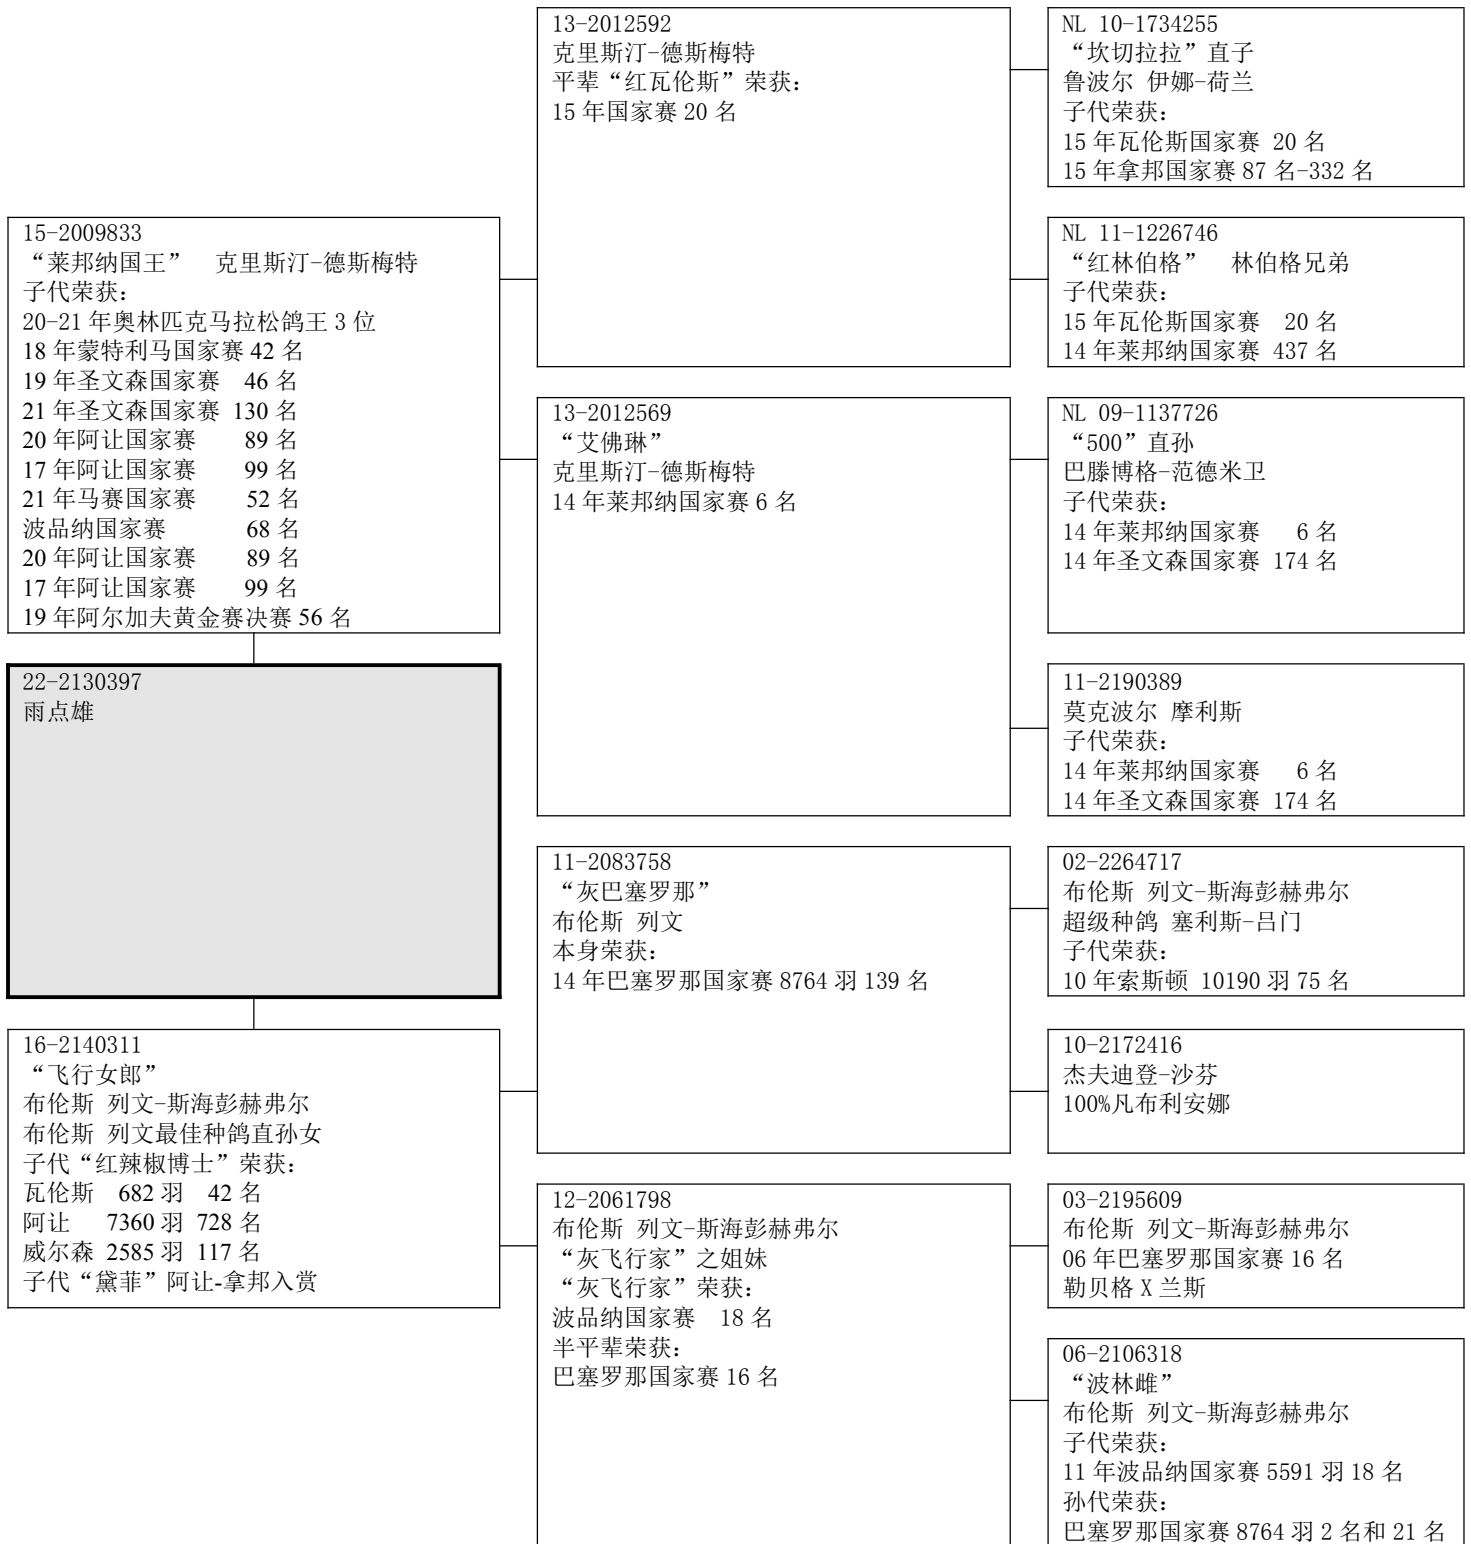 15-2009833
“莱邦纳国王” 克里斯汀-德斯梅特
子代荣获：
20-21 年奥林匹克马拉松鸽王 3 位
18 年蒙特利马国家赛 42 名
19 年圣文森国家赛 46 名
21 年圣文森国家赛 130 名
20 年阿让国家赛 89 名
17 年阿让国家赛 99 名
21 年马赛国家赛 52 名
波品纳国家赛 68 名
20 年阿让国家赛 89 名
17 年阿让国家赛 99 名
19 年阿尔加夫黄金赛决赛 56 名
22-2130397
雨点雄
16-2140311
“飞行女郎”
布伦斯 列文-斯海彭赫弗尔
布伦斯 列文最佳种鸽直孙女
子代“红辣椒博士”荣获：
瓦伦斯 682 羽 42 名
阿让 7360 羽 728 名
威尔森 2585 羽 117 名
子代“黛菲”阿让-拿邦入赏
13-2012592
克里斯汀-德斯梅特
平辈“红瓦伦斯”荣获：
15 年国家赛 20 名
13-2012569
“艾佛琳”
克里斯汀-德斯梅特
14 年莱邦纳国家赛 6 名
11-2083758
“灰巴塞罗那”
布伦斯 列文
本身荣获：
14 年巴塞罗那国家赛 8764 羽 139 名
12-2061798
布伦斯 列文-斯海彭赫弗尔
“灰飞行家”之姐妹
“灰飞行家”荣获：
波品纳国家赛 18 名
半平辈荣获：
巴塞罗那国家赛 16 名
NL 10-1734255
“坎切拉拉”直子
鲁波尔 伊娜-荷兰
子代荣获：
15 年瓦伦斯国家赛 20 名
15 年拿邦国家赛 87 名-332 名
NL 11-1226746
“红林伯格” 林伯格兄弟
子代荣获：
15 年瓦伦斯国家赛 20 名
14 年莱邦纳国家赛 437 名
NL 09-1137726
“500”直孙
巴滕博格-范德米卫
子代荣获：
14 年莱邦纳国家赛 6 名
14 年圣文森国家赛 174 名
11-2190389
莫克波尔 摩利斯
子代荣获：
14 年莱邦纳国家赛 6 名
14 年圣文森国家赛 174 名
02-2264717
布伦斯 列文-斯海彭赫弗尔
超级种鸽 塞利斯-吕门
子代荣获：
10 年索斯顿 10190 羽 75 名
10-2172416
杰夫迪登-沙芬
100%凡布利安娜
03-2195609
布伦斯 列文-斯海彭赫弗尔
06 年巴塞罗那国家赛 16 名
勒贝格 X 兰斯
06-2106318
“波林雌”
布伦斯 列文-斯海彭赫弗尔
子代荣获：
11 年波品纳国家赛 5591 羽 18 名
孙代荣获：
巴塞罗那国家赛 8764 羽 2 名和 21 名